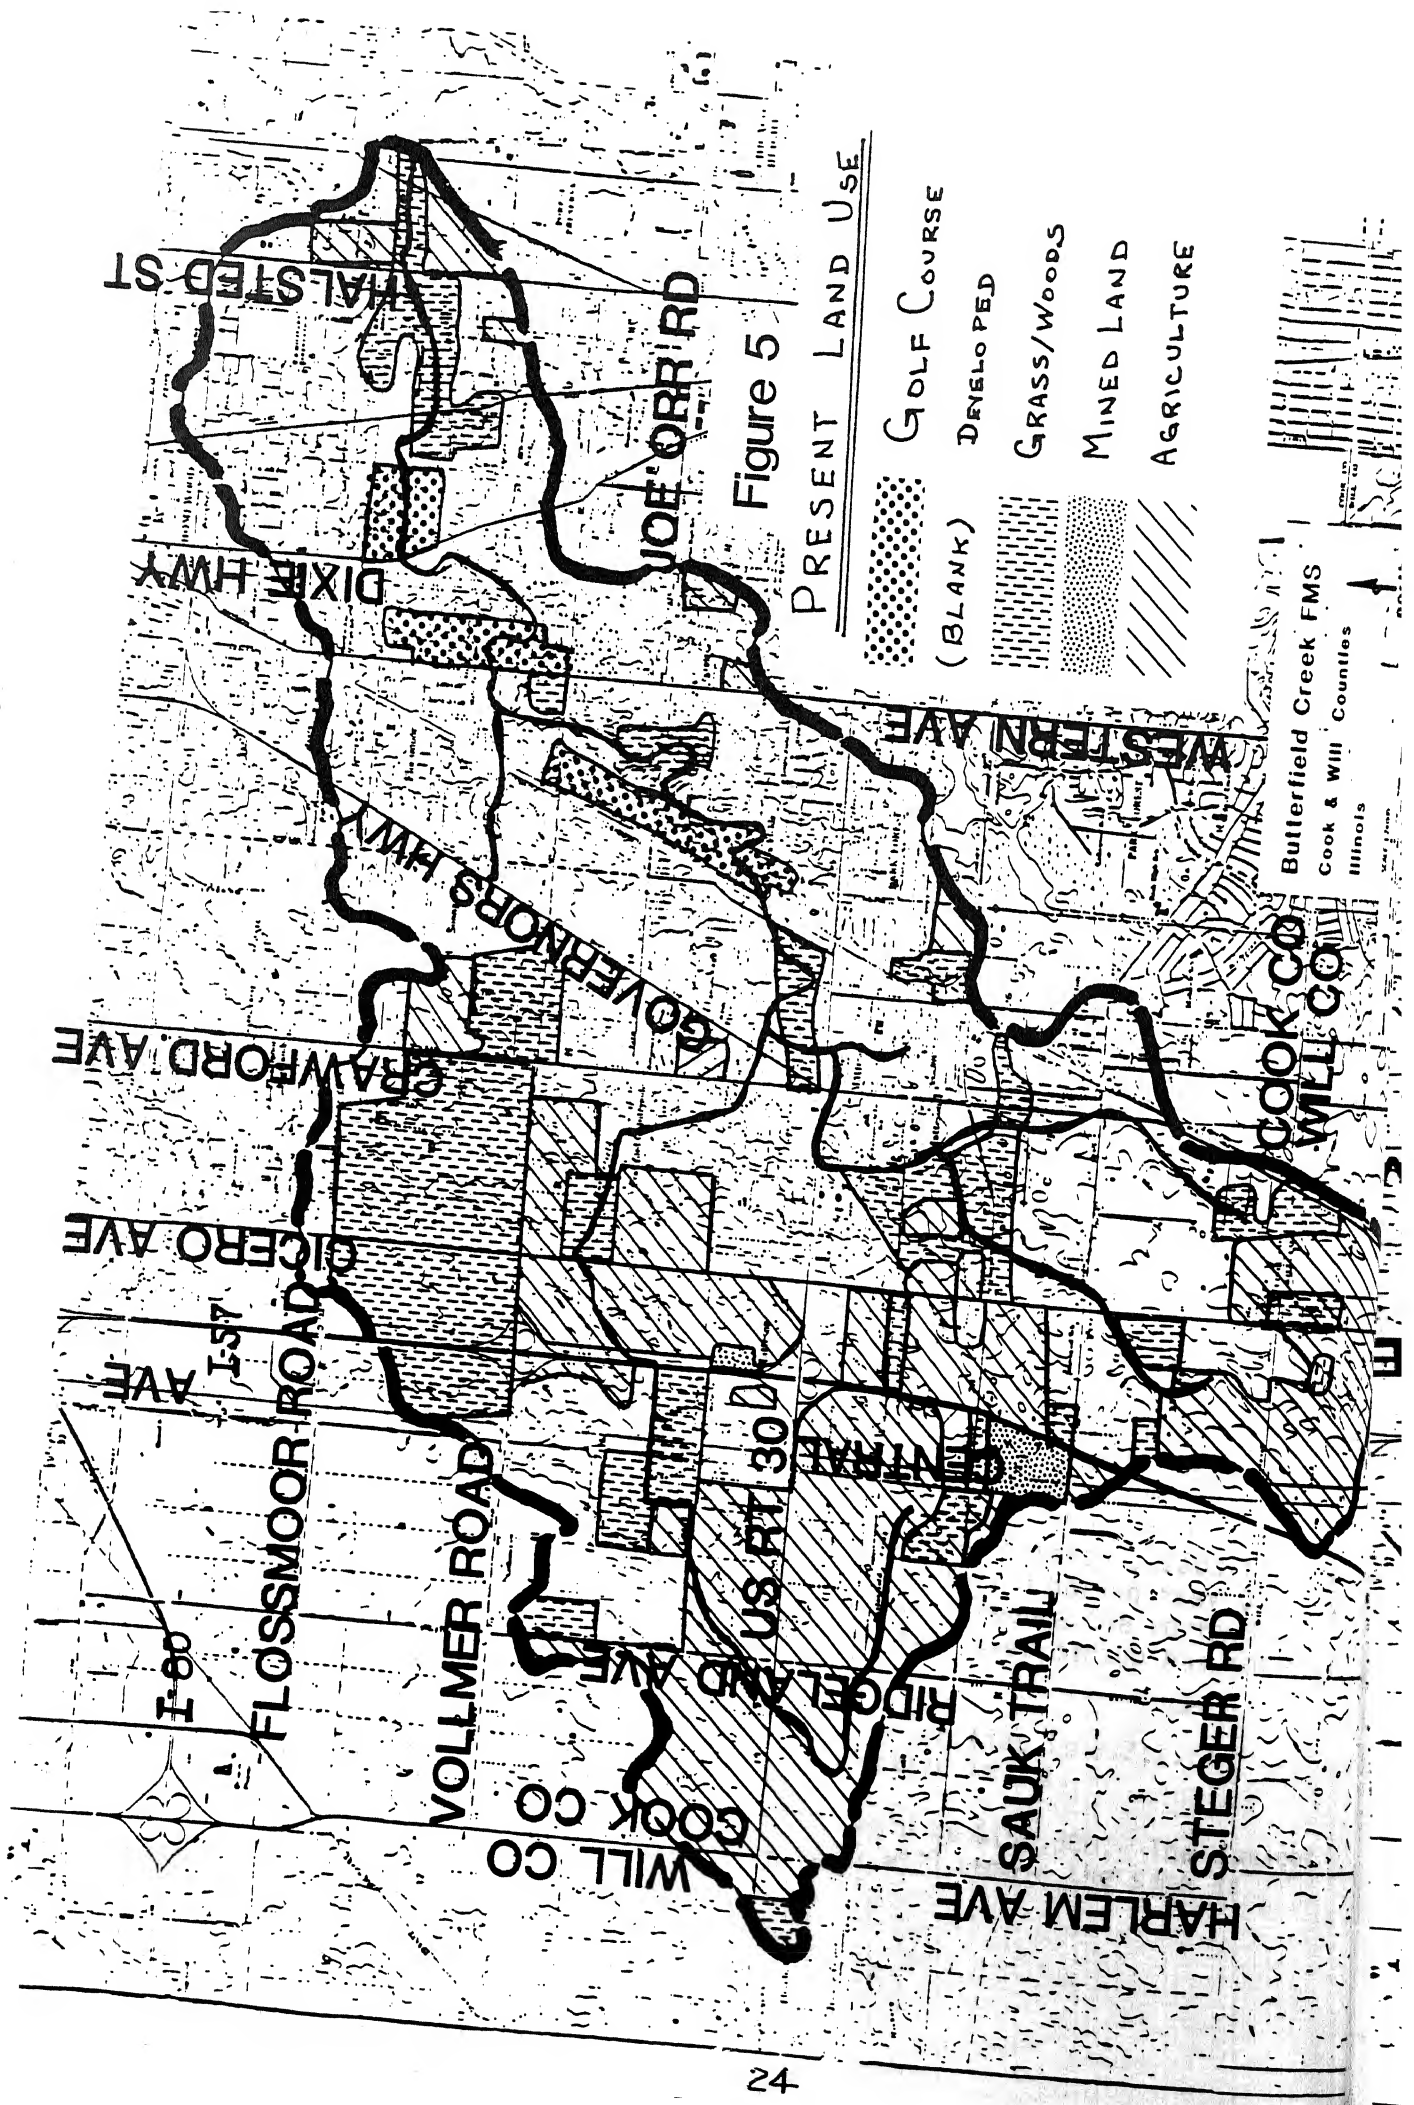 HALSTED ST
DIXIE HWY
JOE ORR RD
Figure 5
PRESENT LAND USE
GOLF COURSE
(BLANK) DEVELOPED
GRASS/WOODS
MINED LAND
AGRICULTURE
WESTERN AVE
GOVERNORS HWY
CRAWFORD AVE.
CICERO AVE
I-57
AVE
CENTRAL
FLOSSMOOR ROAD
VOLLMER ROAD
US RT 30
I-80
RIDGELAND AVE
SAUK TRAIL
STEGER RD
COOK CO
WILL CO
WILL CO
COOK CO
HARLEM AVE
Butterfield Creek FMS
Cook & Will Counties
Illinois
24